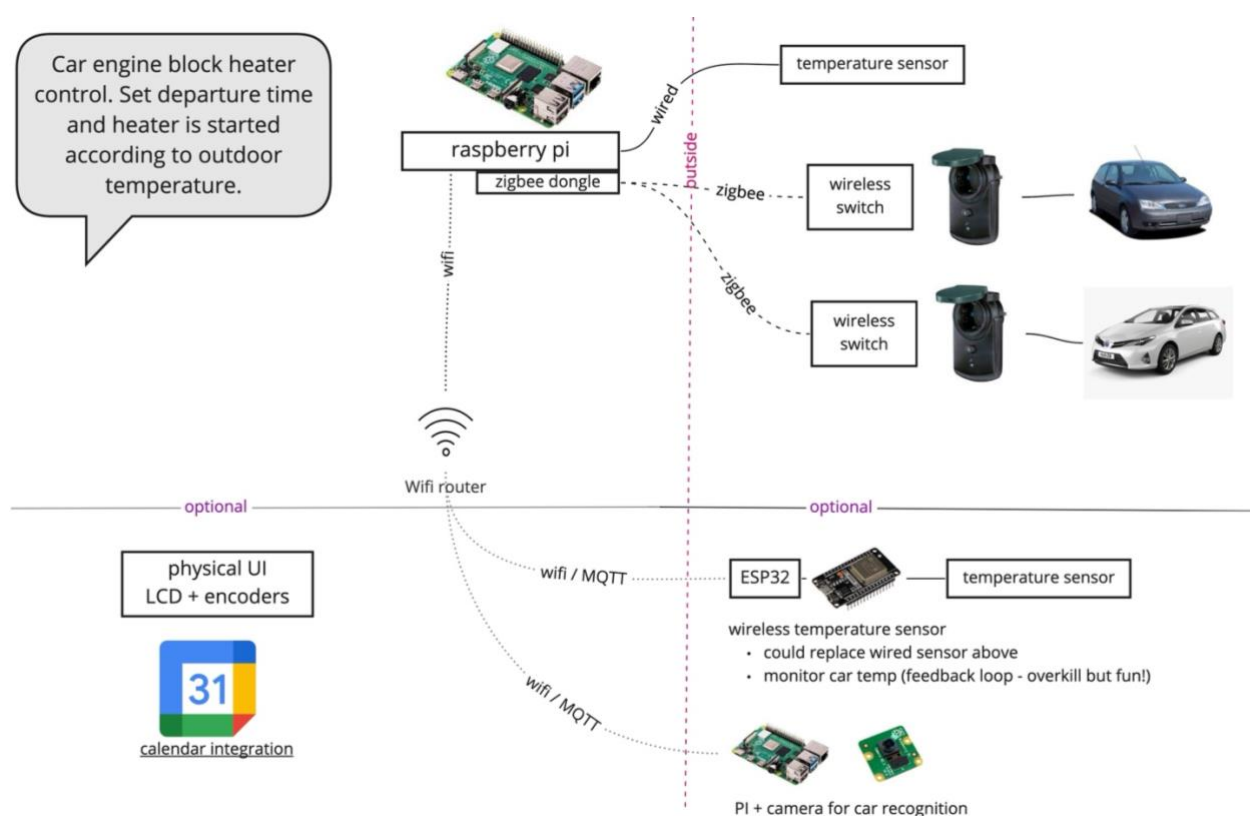 Car engine block heater
control. Set departure time
and heater is started
according to outdoor
temperature.
raspberry pi
zigbee dongle
wired
outside
temperature sensor
zigbee
wireless
switch
zigbee
wireless
switch
wifi
Wifi router
optional
optional
physical UI
LCD + encoders
31
calendar integration
wifi / MQTT
ESP32
temperature sensor
wireless temperature sensor
• could replace wired sensor above
• monitor car temp (feedback loop - overkill but fun!)
wifi / MQTT
PI + camera for car recognition